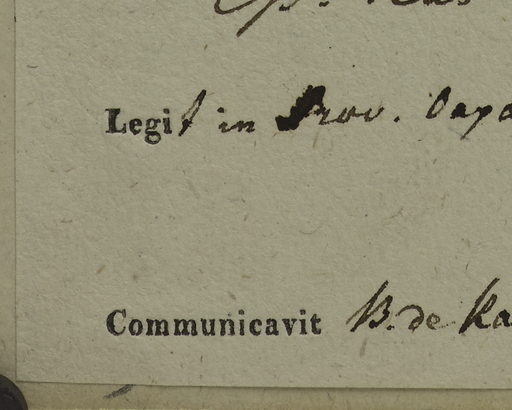 Legit in Prov. Oaxa
Communicavit B. de Ka